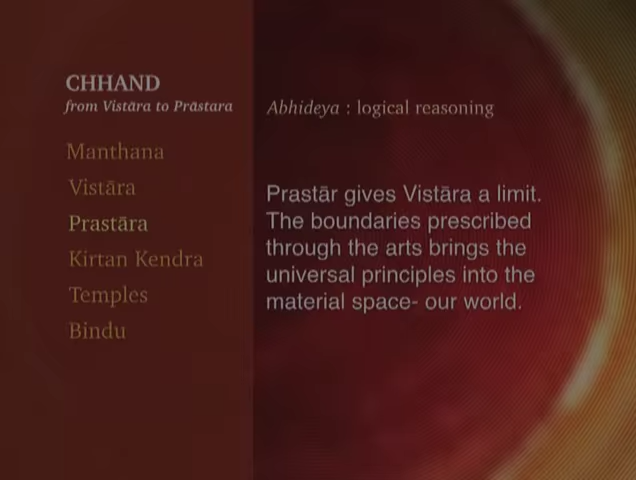 CHHAND
from Vistāra to Prāstara
Manthana
Vistāra
Prastāra
Kirtan Kendra
Temples
Bindu
Abhideya : logical reasoning
Prastār gives Vistāra a limit.
The boundaries prescribed
through the arts brings the
universal principles into the
material space- our world.